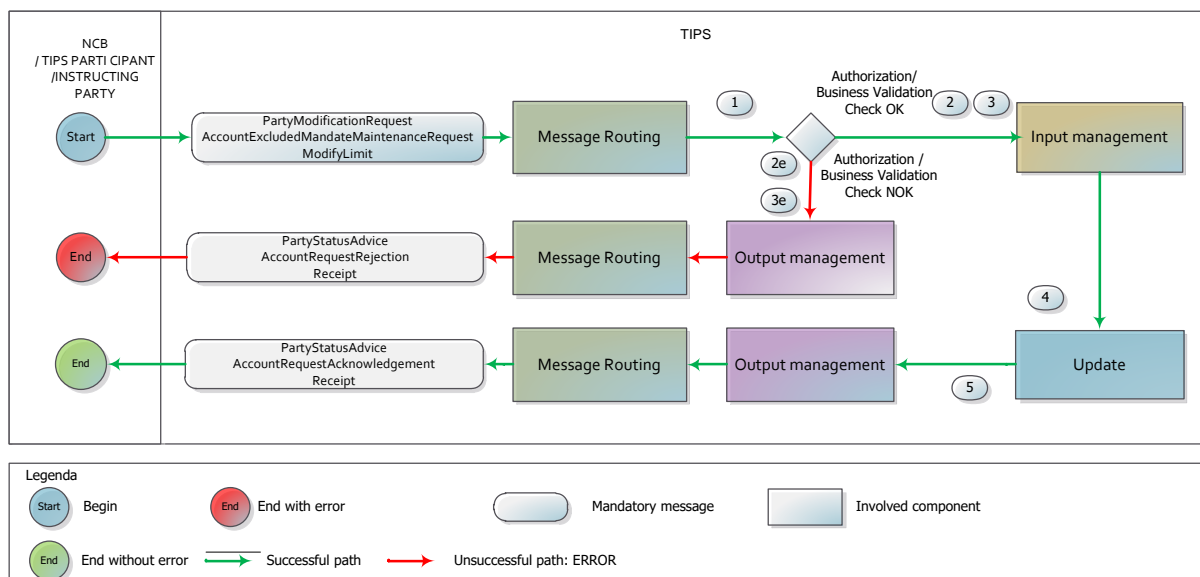 NCB
/ TIPS PARTI CIPANT
/INSTRUCTING
PARTY
TIPS
Start
PartyModificationRequest
AccountExcludedMandateMaintenanceRequest
ModifyLimit
Message Routing
1
Authorization/
Business Validation
Check OK
2
3
Input management
2e
3e
Authorization /
Business Validation
Check NOK
End
PartyStatusAdvice
AccountRequestRejection
Receipt
Message Routing
Output management
4
End
PartyStatusAdvice
AccountRequestAcknowledgement
Receipt
Message Routing
Output management
5
Update
Legenda
Start
Begin
End
End with error
Mandatory message
Involved component
End
End without error
Successful path
Unsuccessful path: ERROR